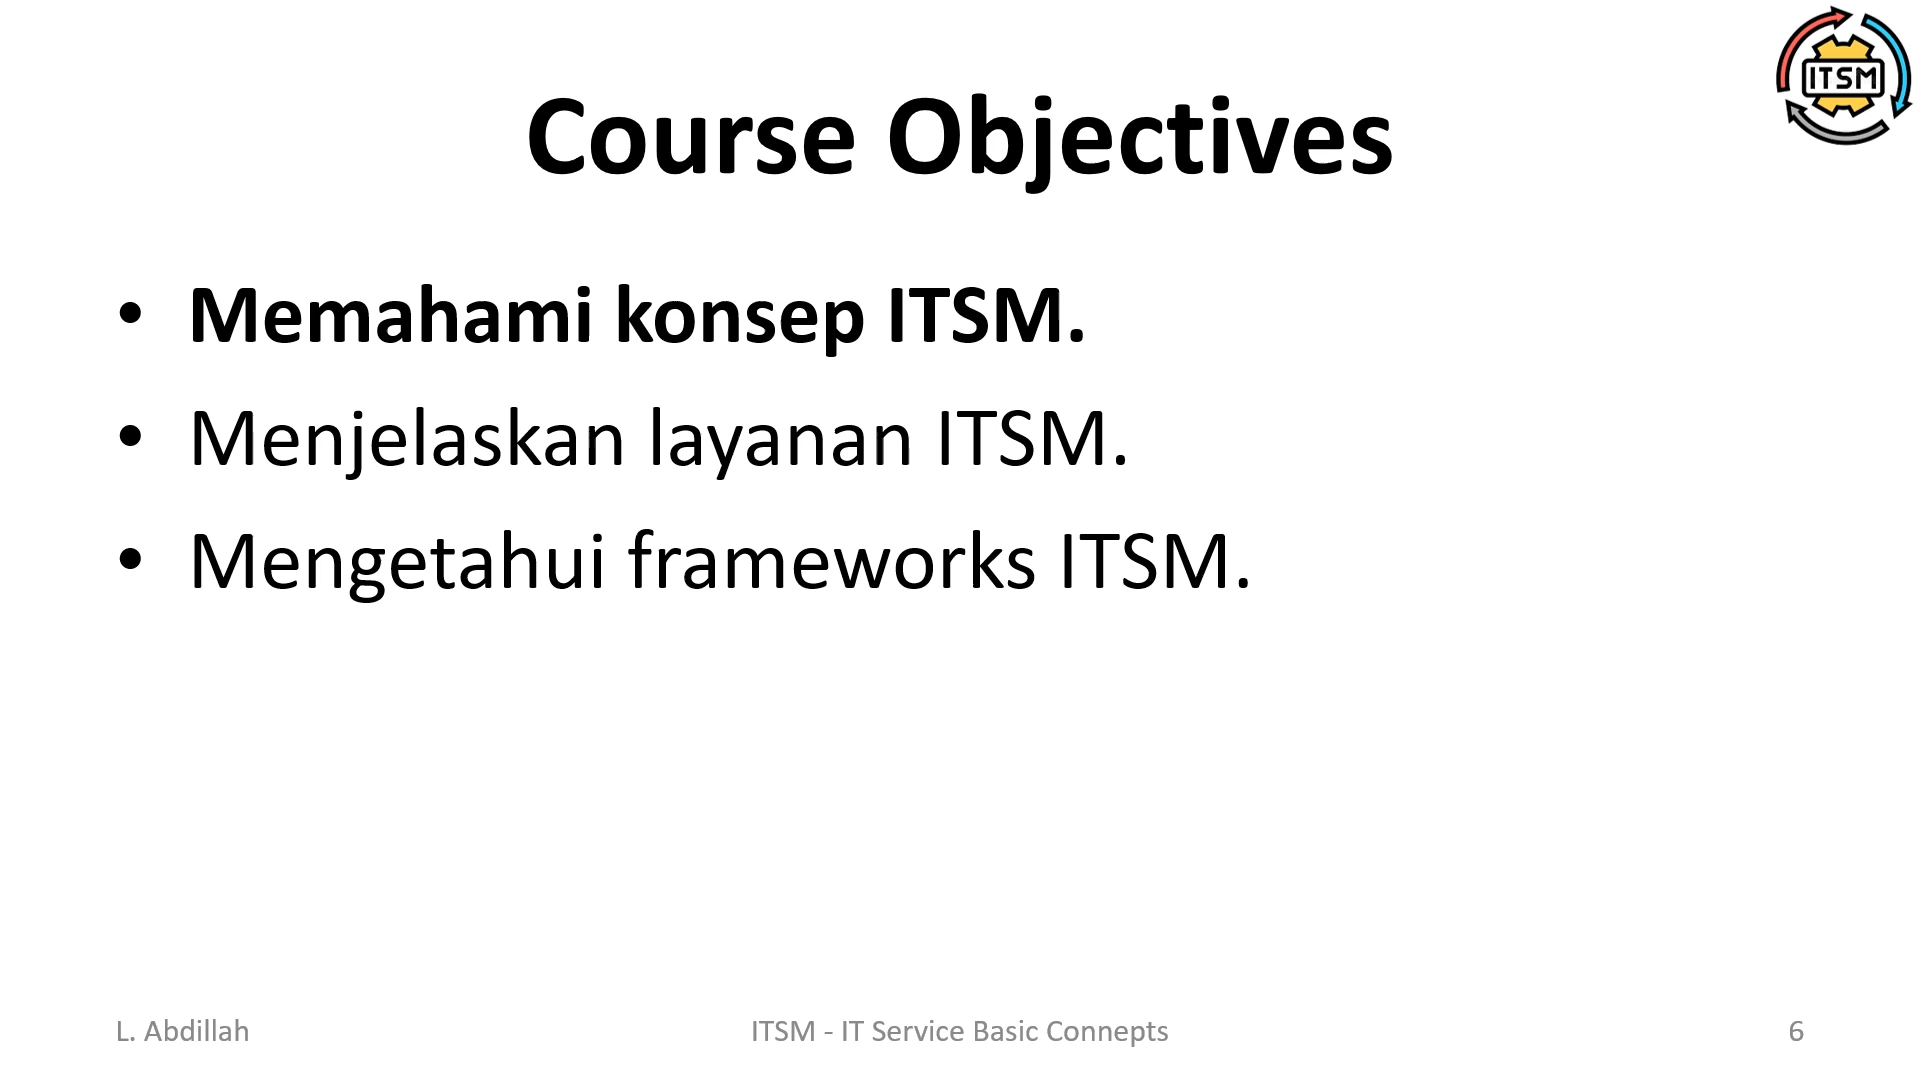 ITSM
Course Objectives
• Memahami konsep ITSM.
• Menjelaskan layanan ITSM.
• Mengetahui frameworks ITSM.
L. Abdillah
ITSM - IT Service Basic Connepts
6